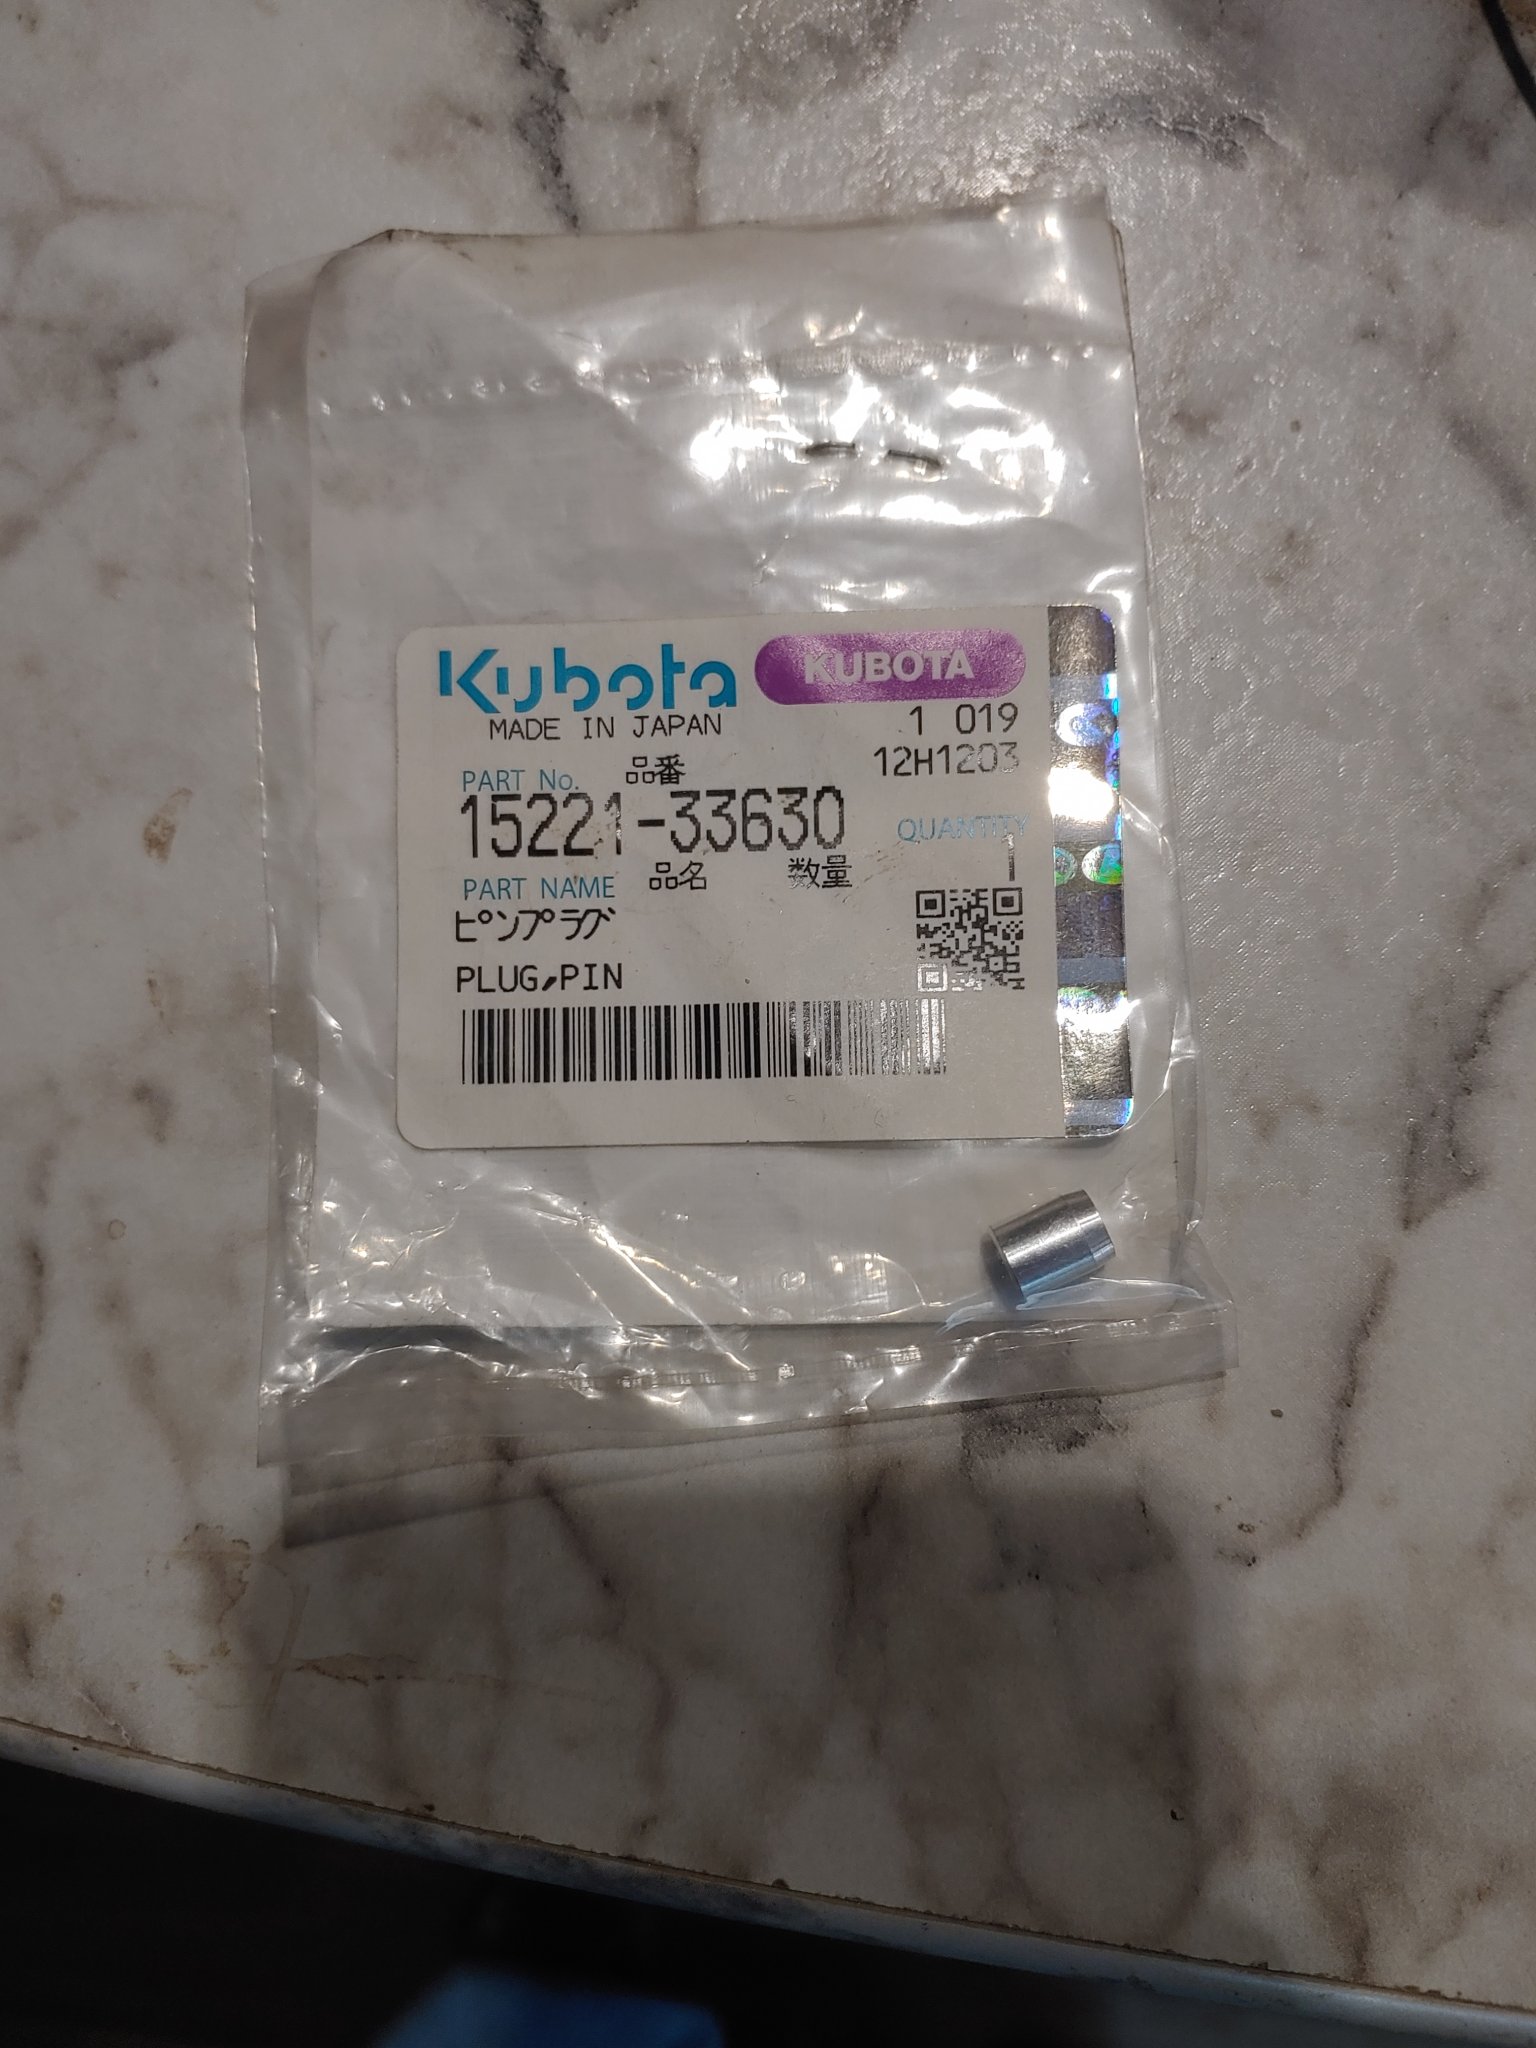 Kubota KUBOTA
MADE IN JAPAN 1 019
12H1203
PART No. 品番
15221-33630
QUANTITY
1
PART NAME 品名 数量
ピンプラグ
PLUG,PIN